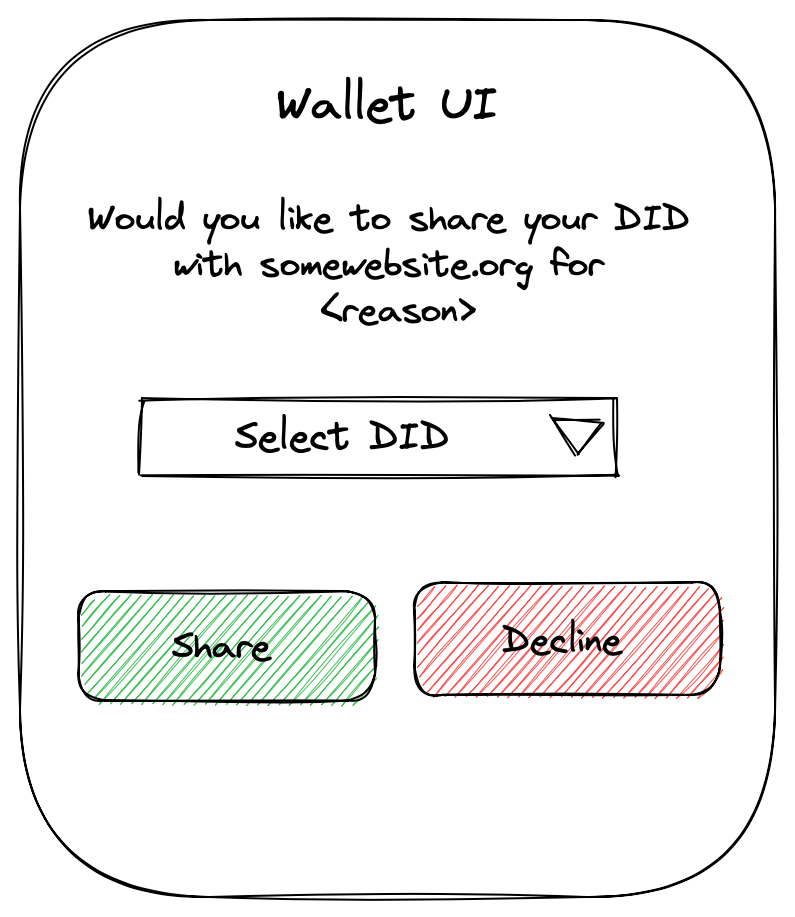 Wallet UI
Would you like to share your DID
with somewebsite.org for
<reason>
Select DID
Share
Decline